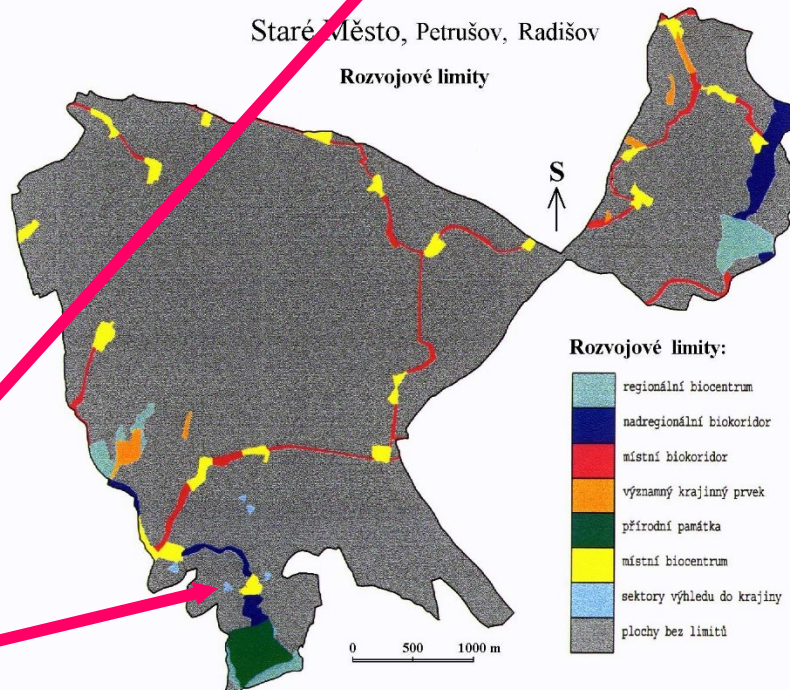 Staré Město, Petrušov, Radišov
Rozvojové limity
S
Rozvojové limity:
regionální biocentrum
nadregionální biokoridor
místní biokoridor
významný krajinný prvek
přírodní památka
místní biocentrum
sektory výhledu do krajiny
plochy bez limitů
0 500 1000 m